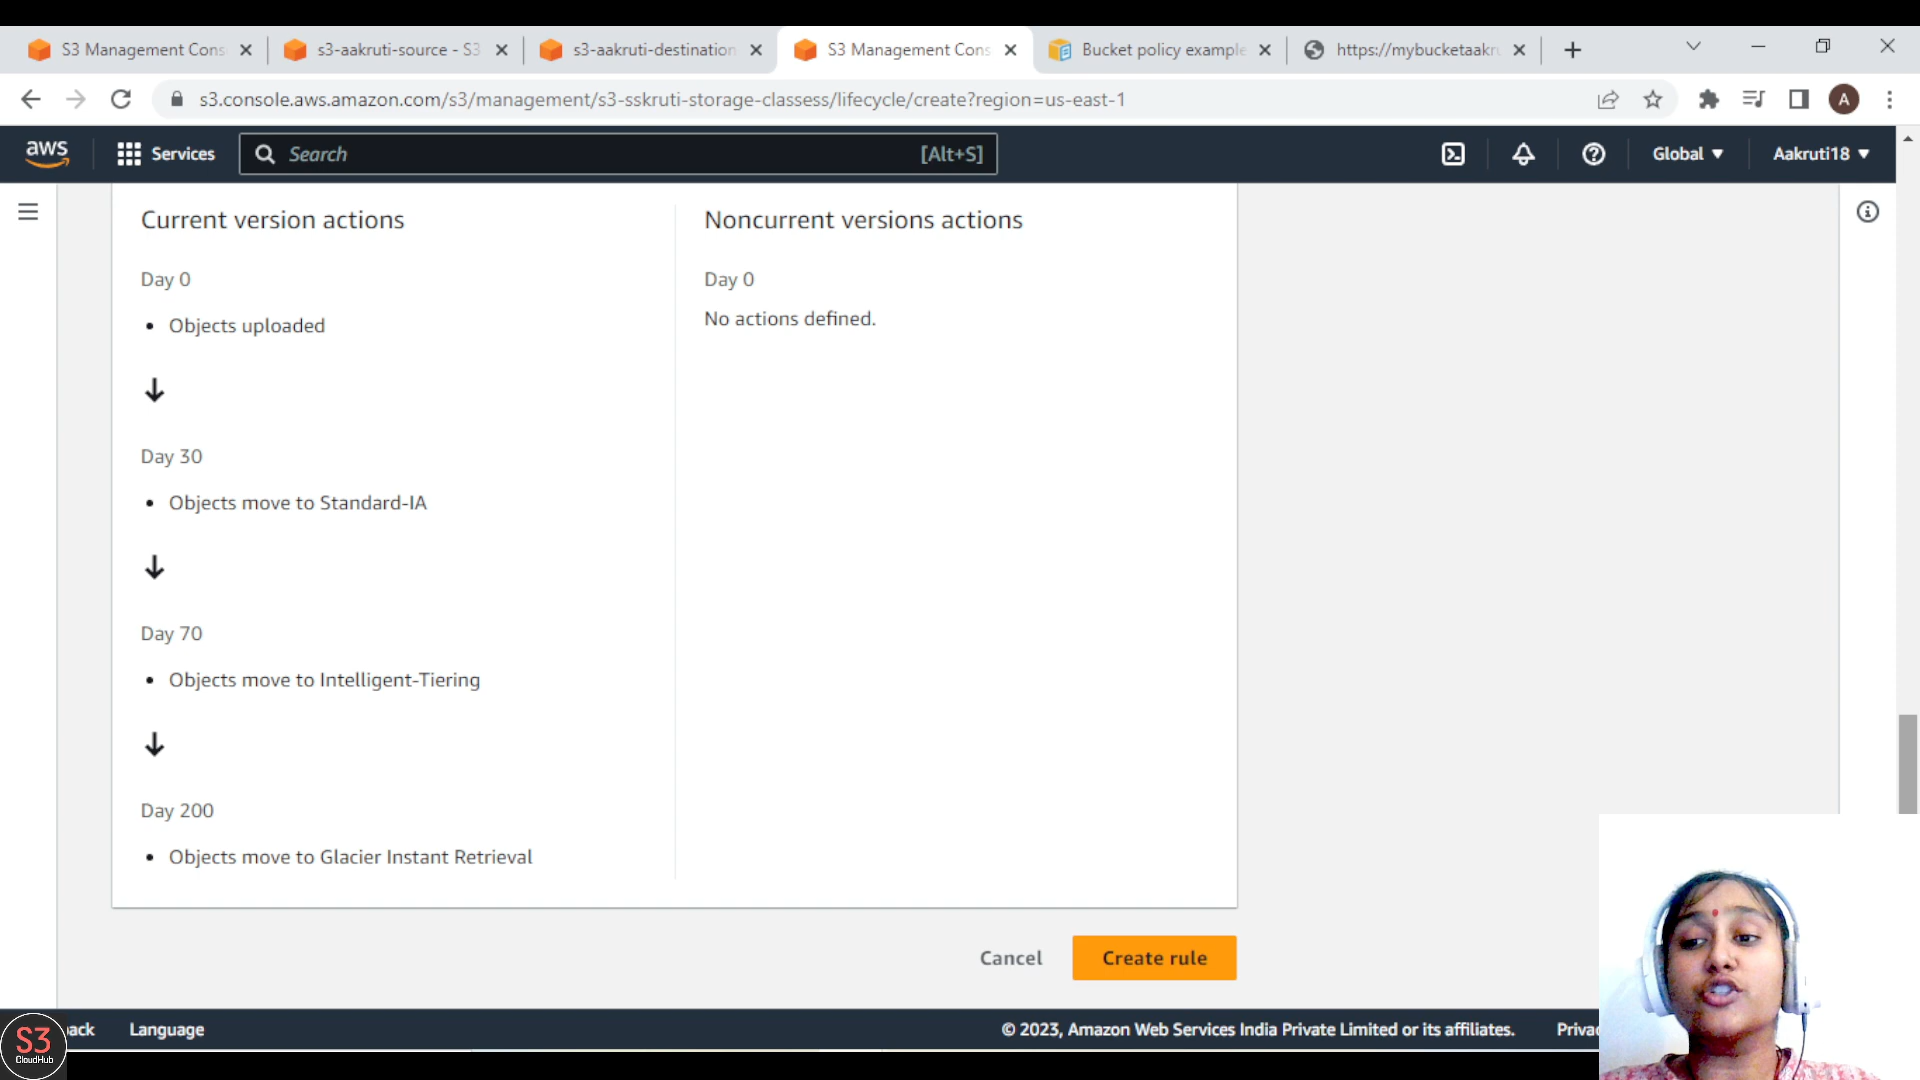 S3 Management Cons
s3-aakruti-source - S3
s3-aakruti-destination
S3 Management Cons
Bucket policy example
https://mybucketaakru
s3.console.aws.amazon.com/s3/management/s3-sskruti-storage-classess/lifecycle/create?region=us-east-1
A
aws
Services
Search
[Alt+S]
Global
Aakruti18
Current version actions
Noncurrent versions actions
Day 0
Day 0
Objects uploaded
No actions defined.
Day 30
Objects move to Standard-IA
Day 70
Objects move to Intelligent-Tiering
Day 200
Objects move to Glacier Instant Retrieval
Cancel
Create rule
S3
CloudHub
ack
Language
© 2023, Amazon Web Services India Private Limited or its affiliates.
Priva